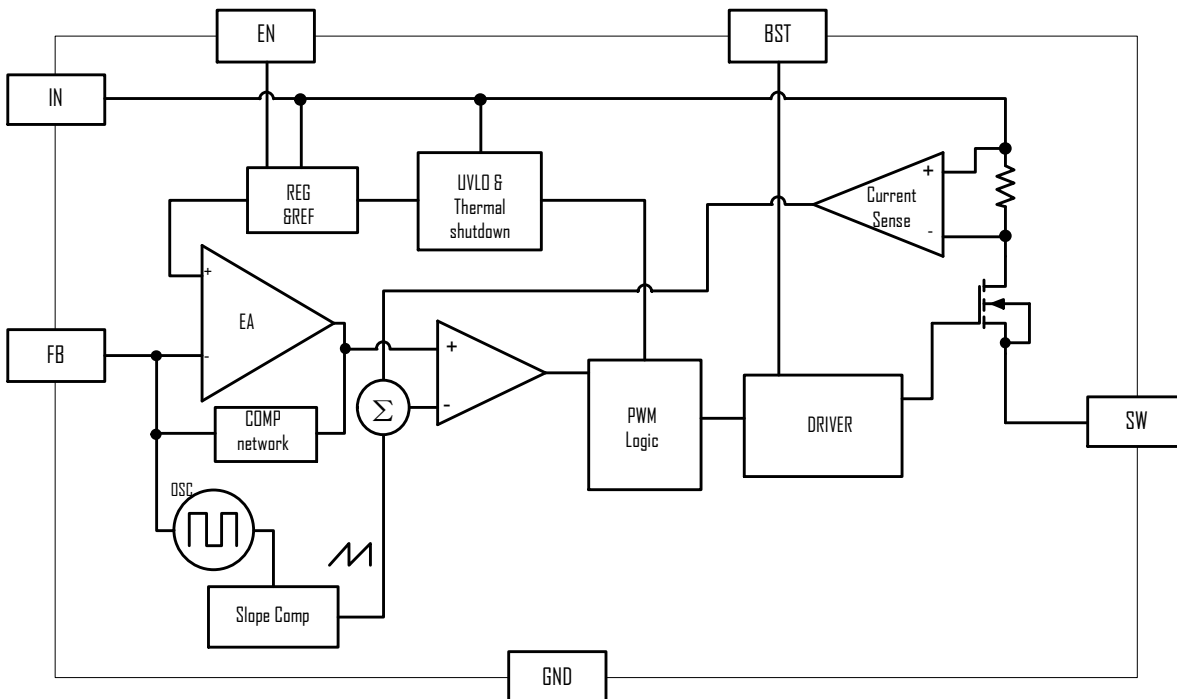 EN
BST
IN
REG
&REF
UVLO &
Thermal
shutdown
+
Current
Sense
-
+
EA
-
FB
+
-
Σ
COMP
network
PWM
Logic
DRIVER
SW
OSC
Slope Comp
GND